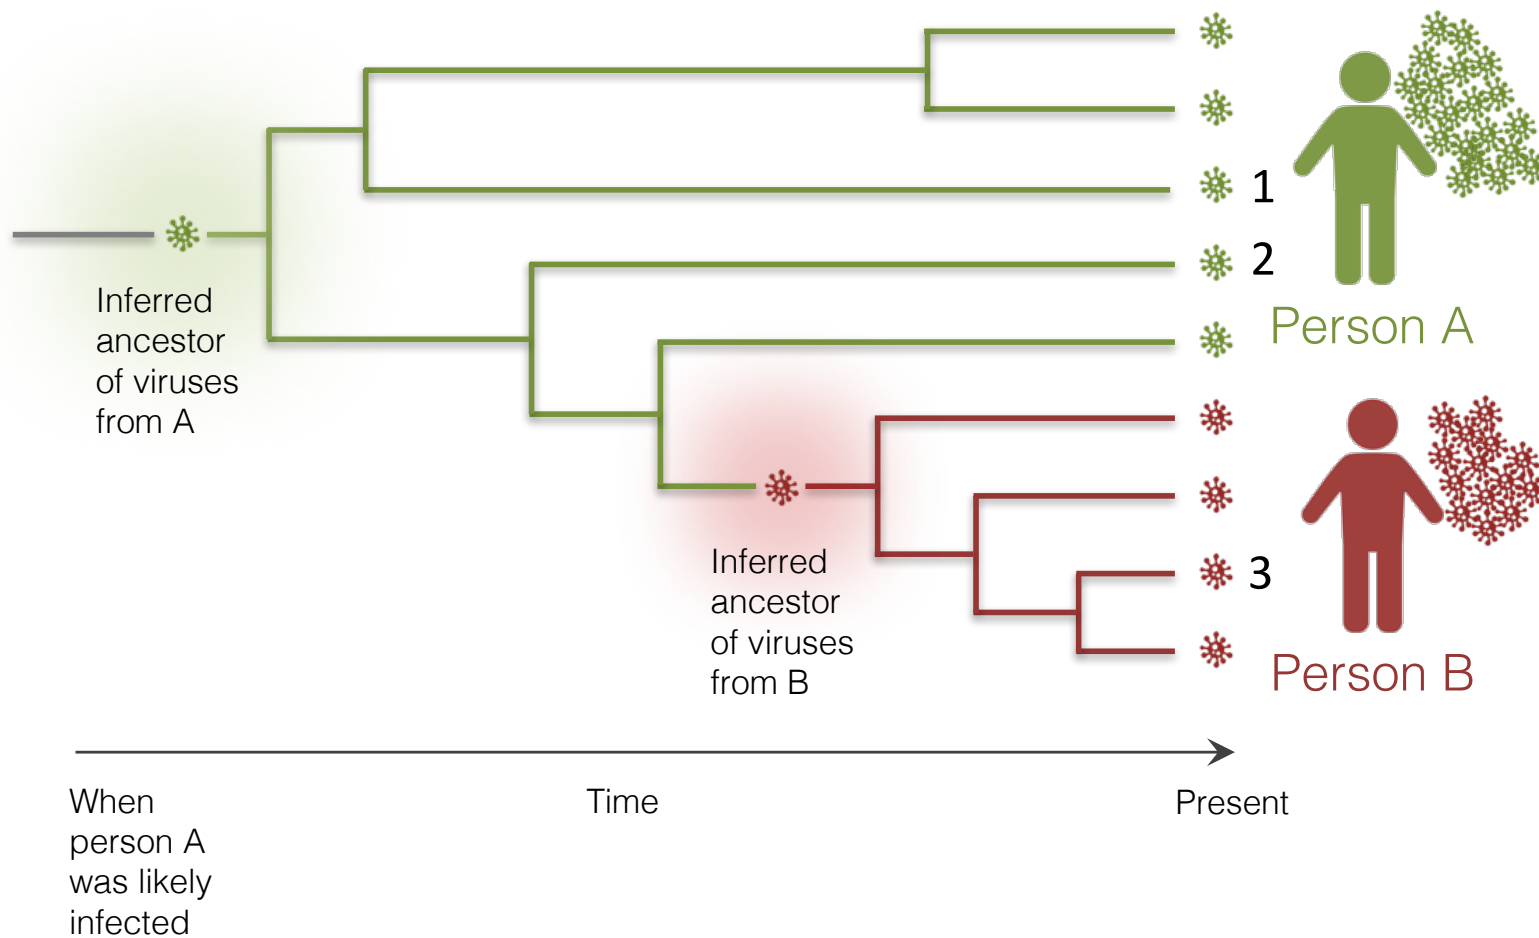 1
2
Person A
Inferred
ancestor
of viruses
from A
Inferred
ancestor
of viruses
from B
3
Person B
When
person A
was likely
infected
Time
Present